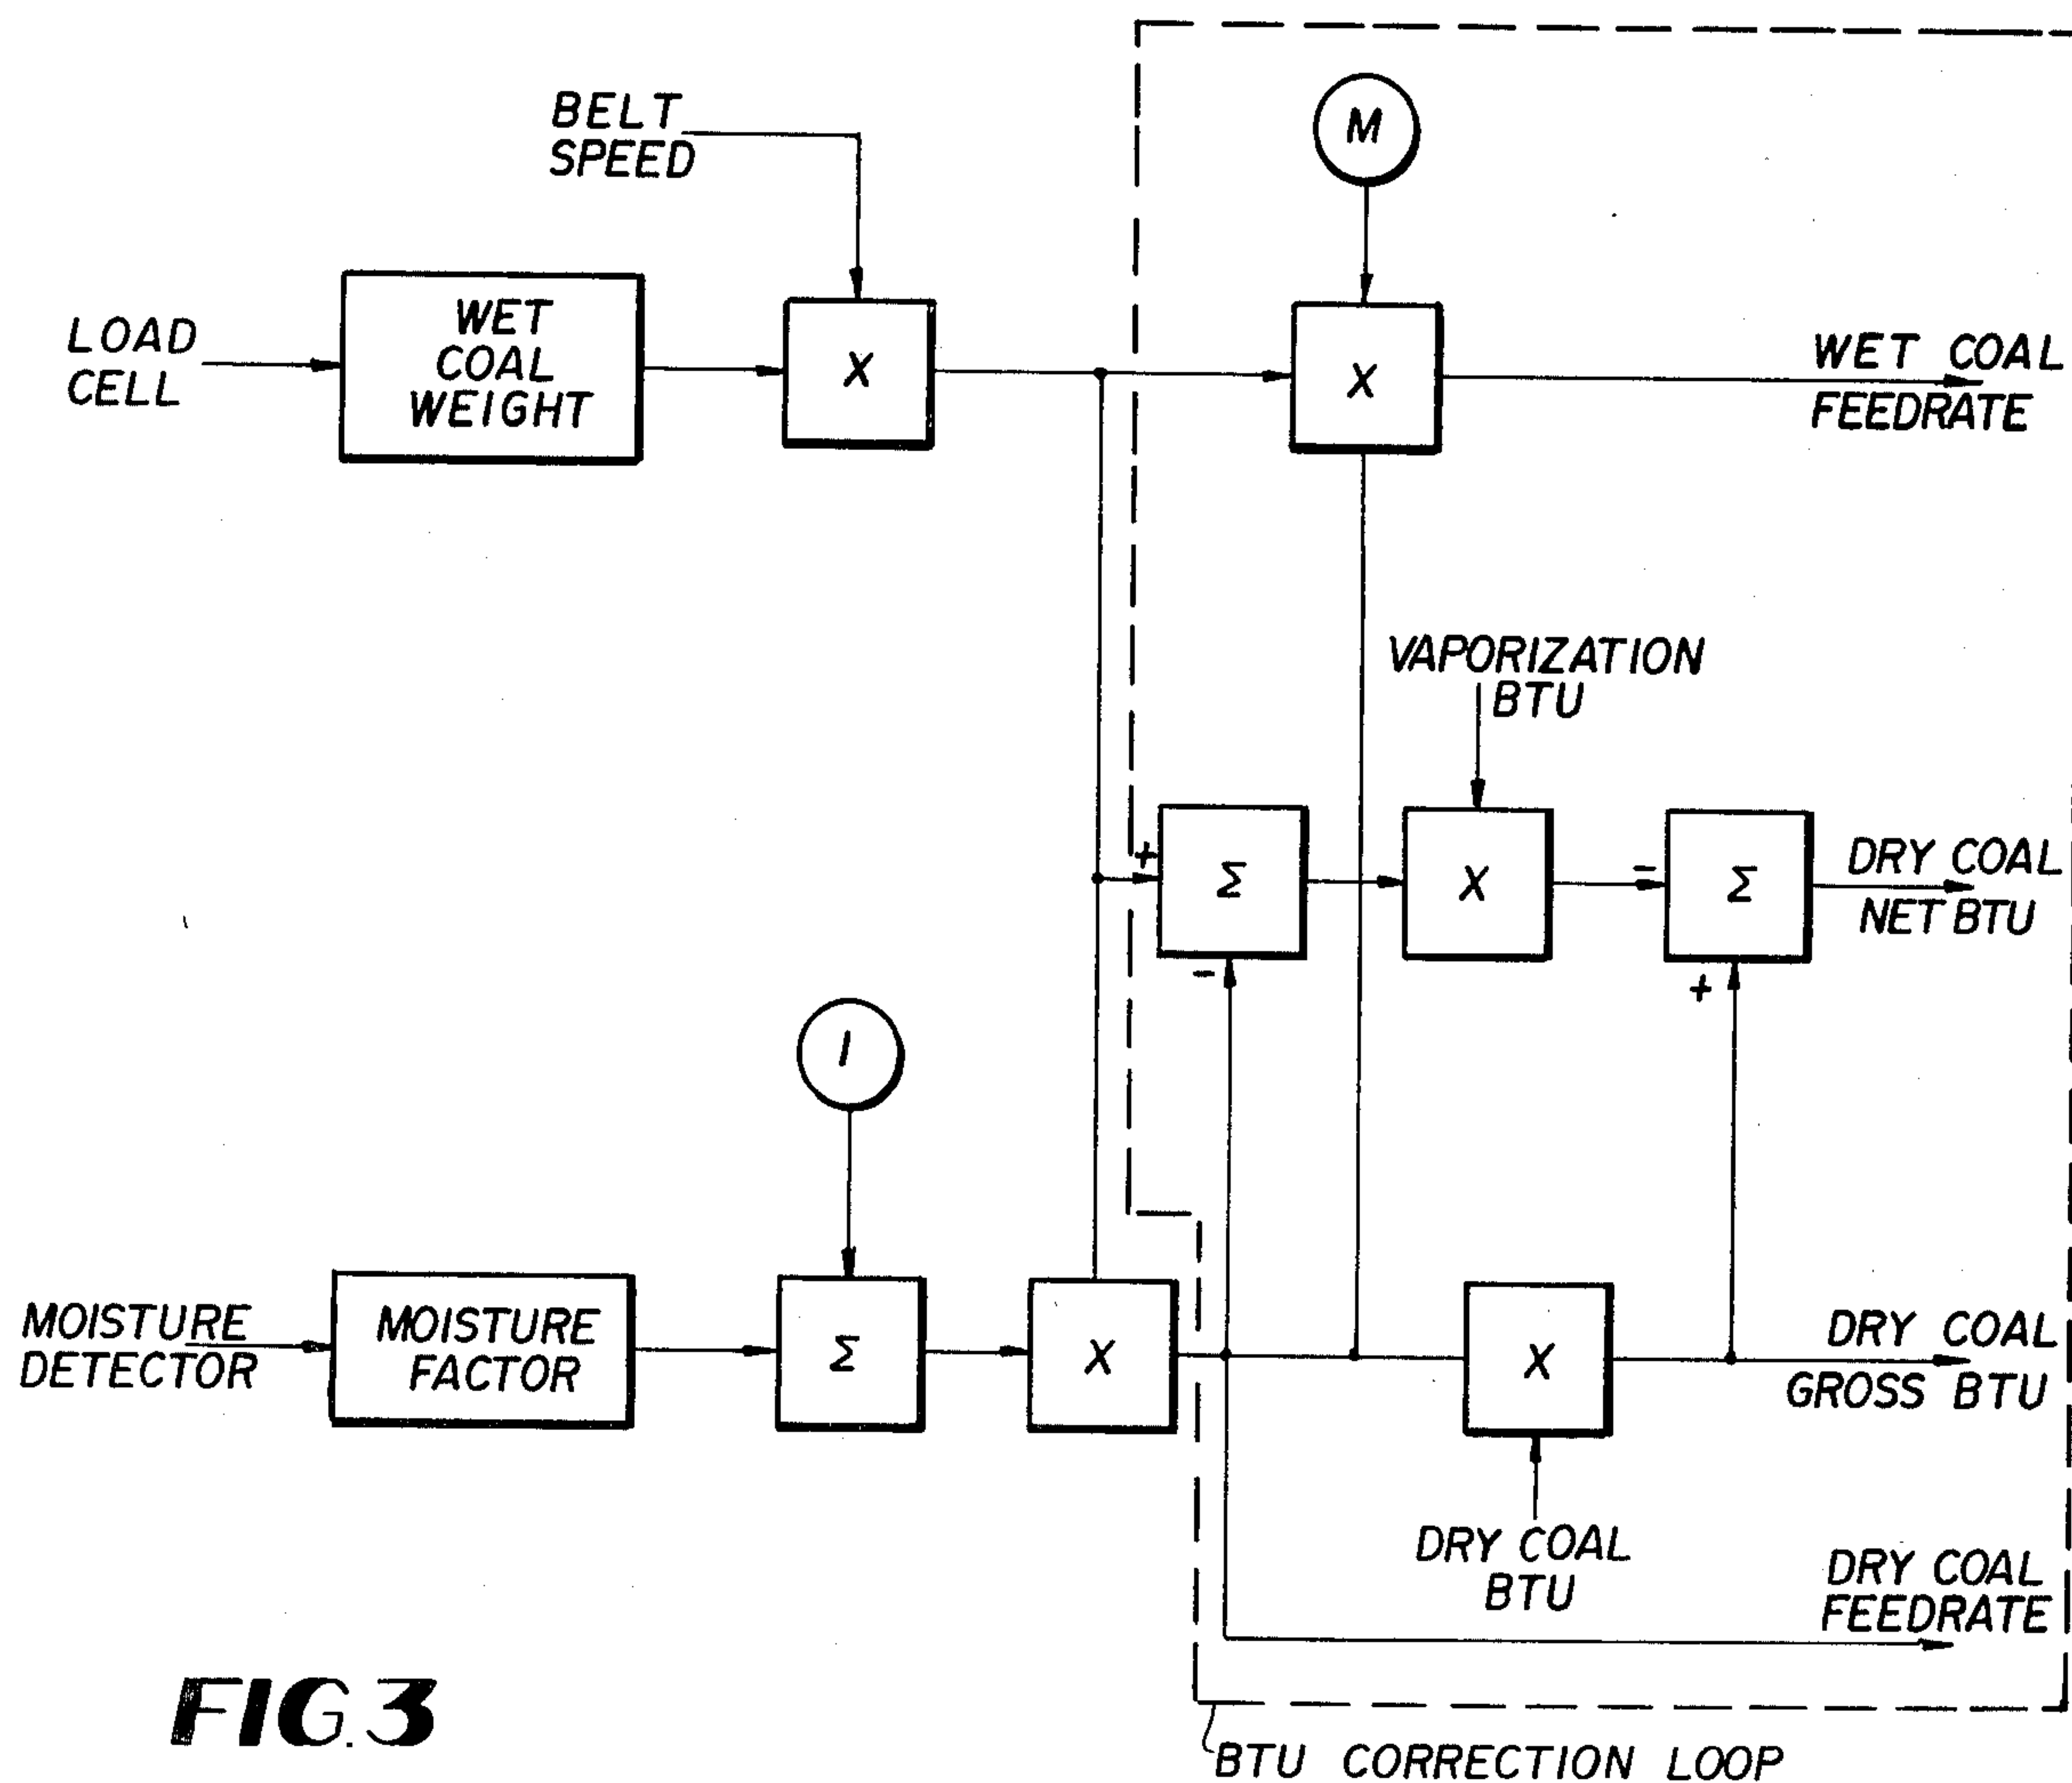 BELT
SPEED
M
LOAD
CELL
WET
COAL
WEIGHT
X
X
WET COAL
FEEDRATE
VAPORIZATION
BTU
+
Σ
-
X
-
Σ
+
DRY COAL
NET BTU
1
MOISTURE
DETECTOR
MOISTURE
FACTOR
Σ
X
X
DRY COAL
GROSS BTU
DRY COAL
BTU
DRY COAL
FEEDRATE
FIG. 3
BTU CORRECTION LOOP